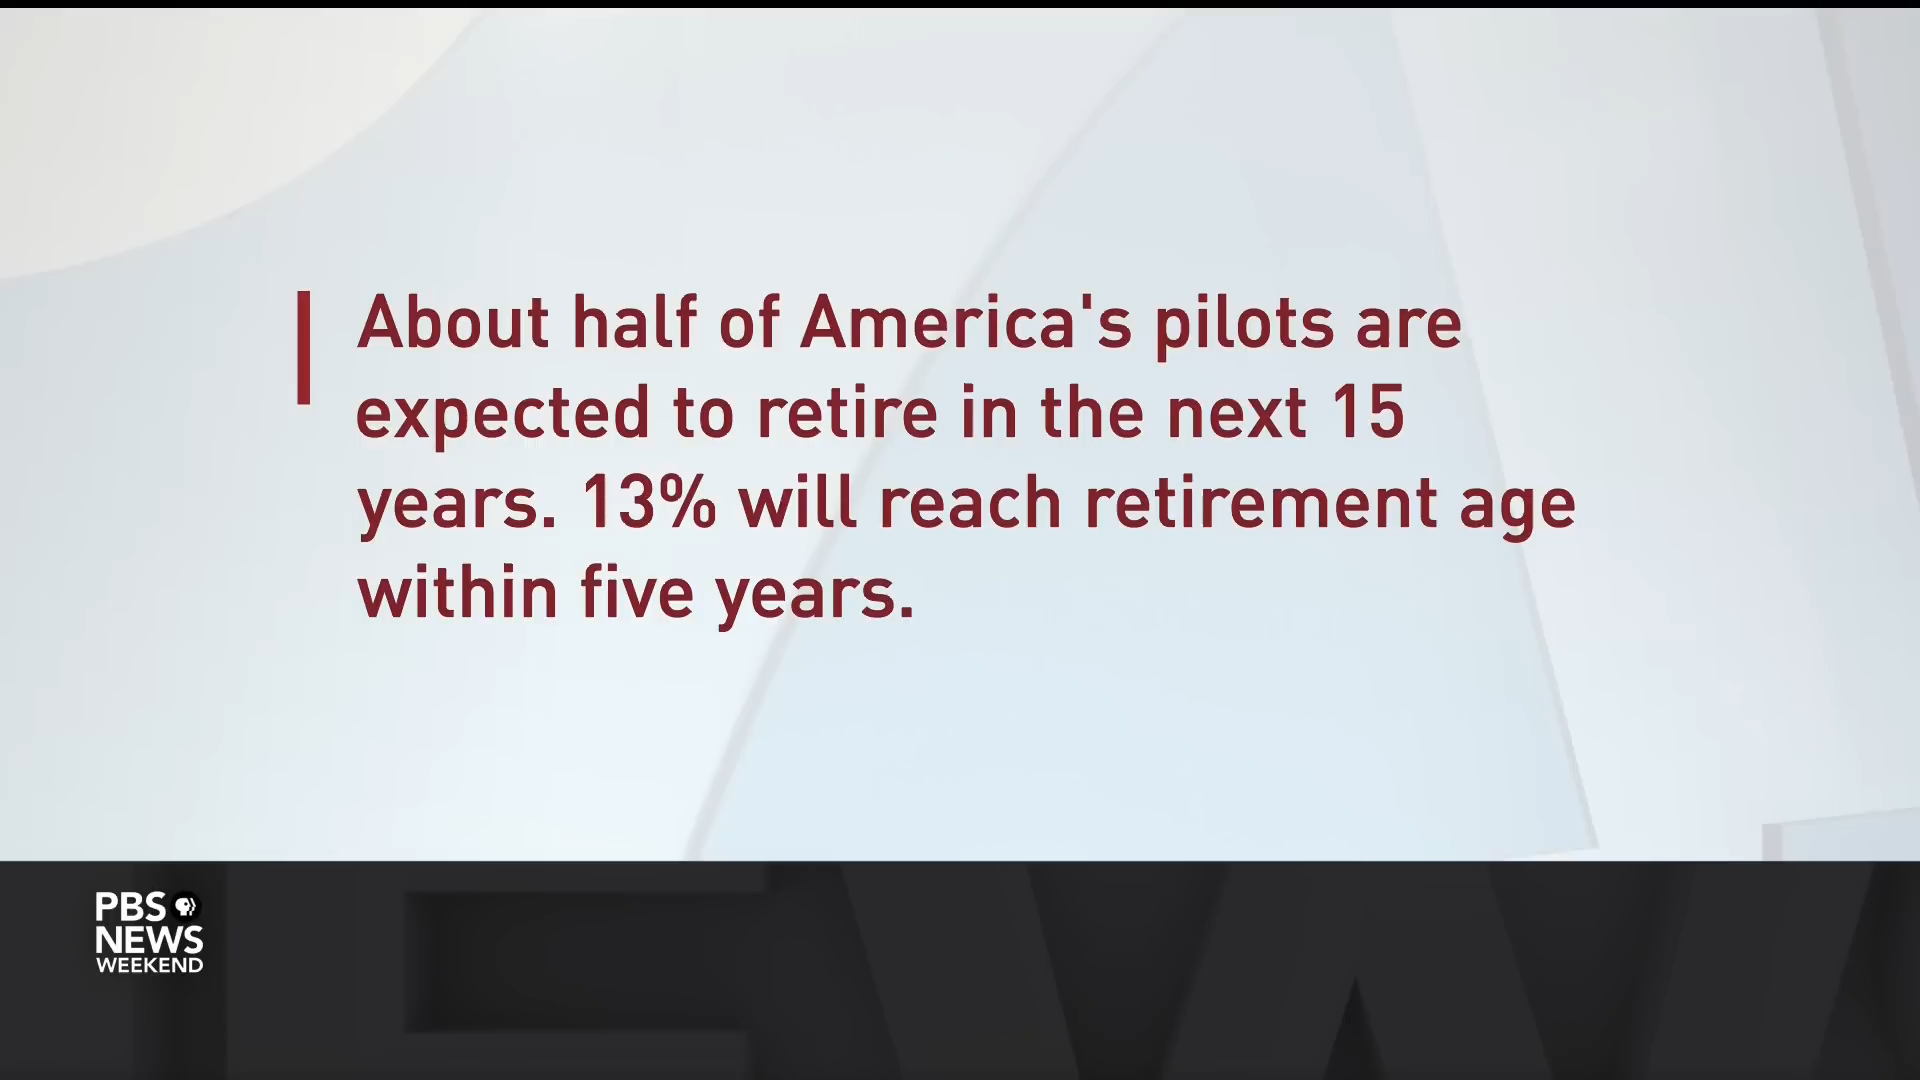 About half of America's pilots are
expected to retire in the next 15
years. 13% will reach retirement age
within five years.
PBS
NEWS
WEEKEND